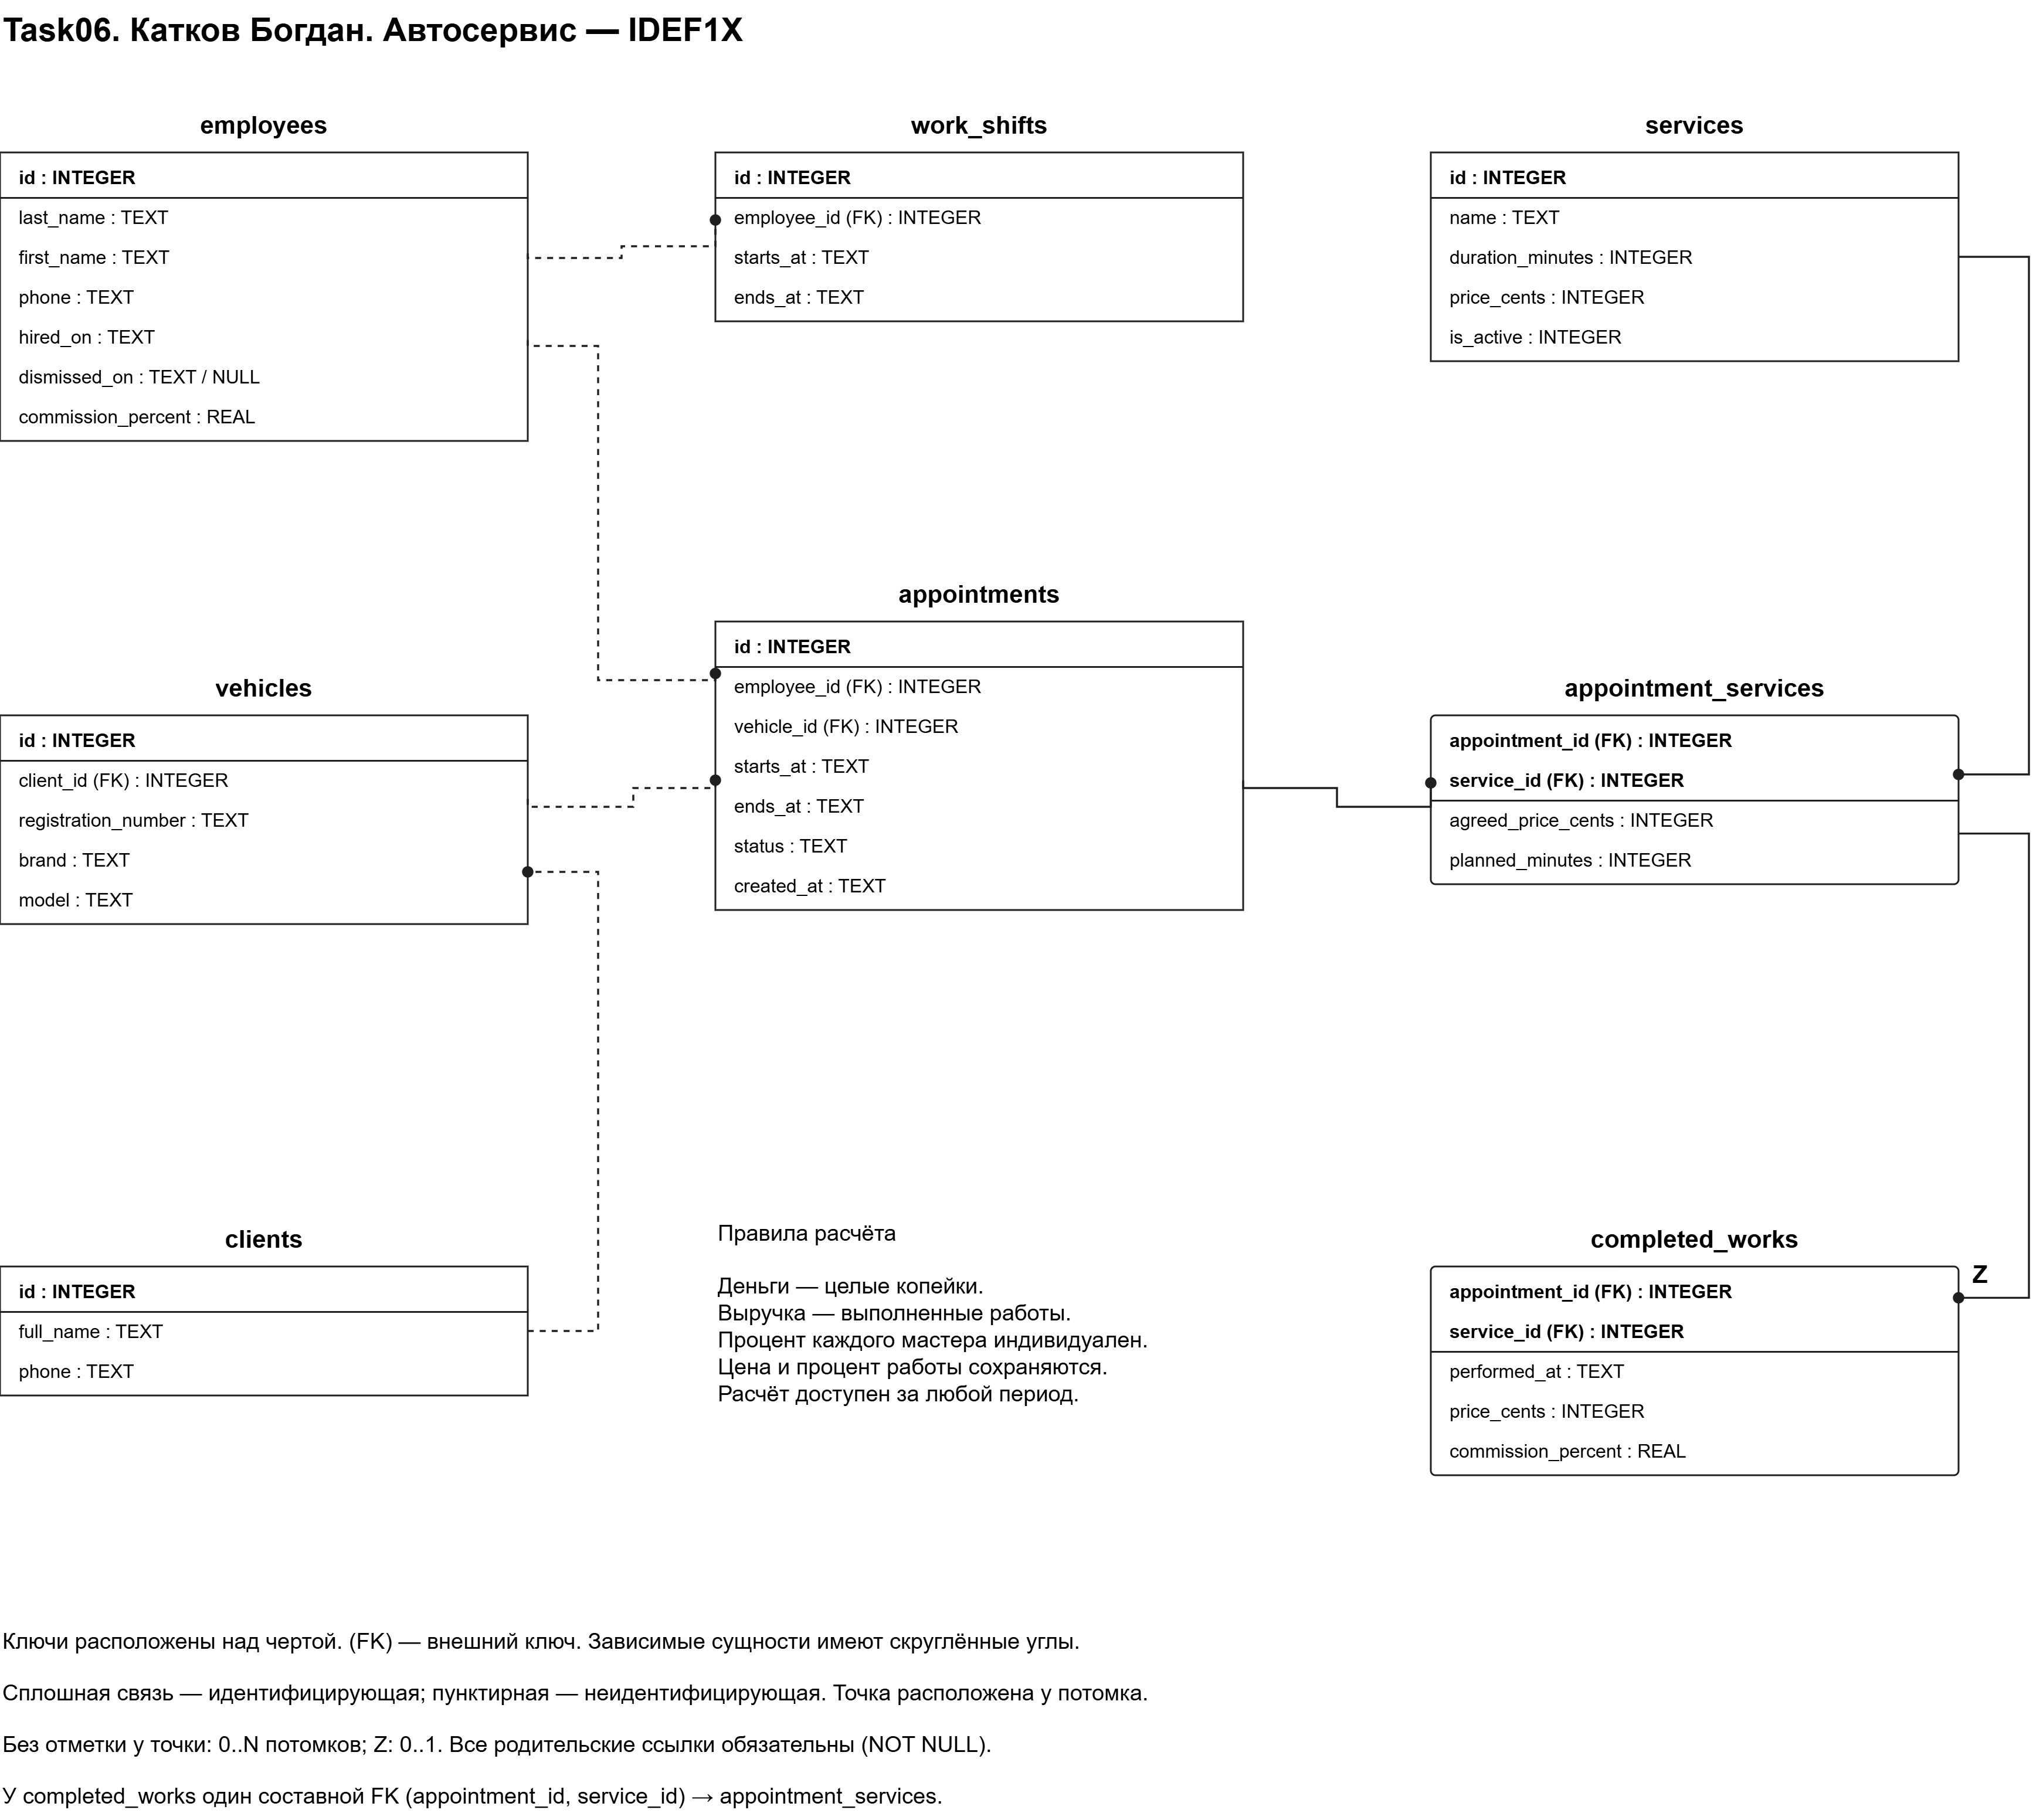 Task06. Катков Богдан. Автосервис — IDEF1X
employees
id : INTEGER
last_name : TEXT
first_name : TEXT
phone : TEXT
hired_on : TEXT
dismissed_on : TEXT / NULL
commission_percent : REAL
work_shifts
id : INTEGER
employee_id (FK) : INTEGER
starts_at : TEXT
ends_at : TEXT
services
id : INTEGER
name : TEXT
duration_minutes : INTEGER
price_cents : INTEGER
is_active : INTEGER
vehicles
id : INTEGER
client_id (FK) : INTEGER
registration_number : TEXT
brand : TEXT
model : TEXT
appointments
id : INTEGER
employee_id (FK) : INTEGER
vehicle_id (FK) : INTEGER
starts_at : TEXT
ends_at : TEXT
status : TEXT
created_at : TEXT
appointment_services
appointment_id (FK) : INTEGER
service_id (FK) : INTEGER
agreed_price_cents : INTEGER
planned_minutes : INTEGER
clients
id : INTEGER
full_name : TEXT
phone : TEXT
Правила расчёта
Деньги — целые копейки.
Выручка — выполненные работы.
Процент каждого мастера индивидуален.
Цена и процент работы сохраняются.
Расчёт доступен за любой период.
completed_works
Z
appointment_id (FK) : INTEGER
service_id (FK) : INTEGER
performed_at : TEXT
price_cents : INTEGER
commission_percent : REAL
Ключи расположены над чертой. (FK) — внешний ключ. Зависимые сущности имеют скруглённые углы.
Сплошная связь — идентифицирующая; пунктирная — неидентифицирующая. Точка расположена у потомка.
Без отметки у точки: 0..N потомков; Z: 0..1. Все родительские ссылки обязательны (NOT NULL).
У completed_works один составной FK (appointment_id, service_id) → appointment_services.